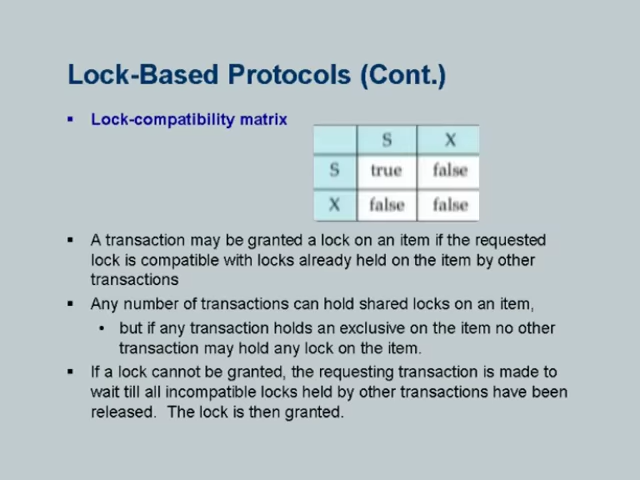 Lock-Based Protocols (Cont.)
▪ Lock-compatibility matrix
S X
S true false
X false false
▪ A transaction may be granted a lock on an item if the requested
lock is compatible with locks already held on the item by other
transactions
▪ Any number of transactions can hold shared locks on an item,
• but if any transaction holds an exclusive on the item no other
transaction may hold any lock on the item.
▪ If a lock cannot be granted, the requesting transaction is made to
wait till all incompatible locks held by other transactions have been
released. The lock is then granted.